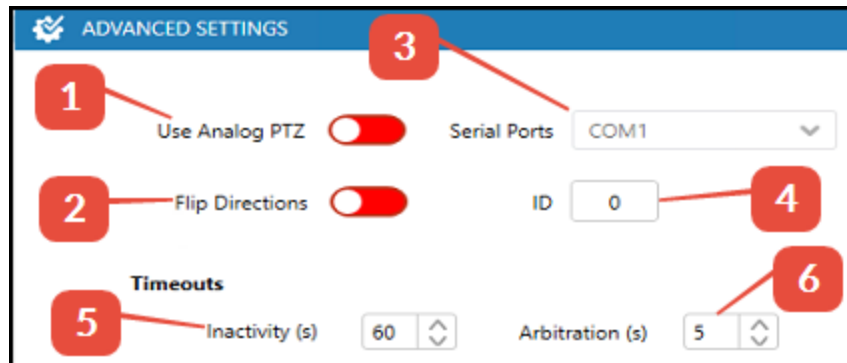 ADVANCED SETTINGS
3
1
Use Analog PTZ Serial Ports COM1
2 Flip Directions ID 0 4
Timeouts
6
5 Inactivity (s) 60 Arbitration (s) 5